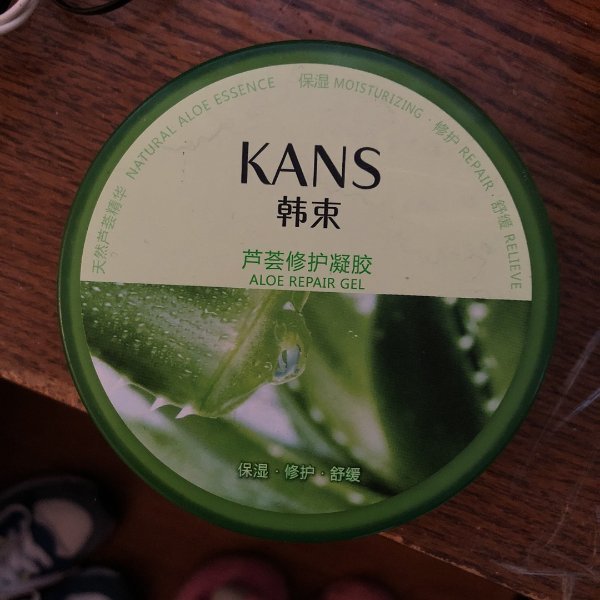 天然芦荟精华 NATURAL ALOE ESSENCE
保湿 MOISTURIZING · 修护 REPAIR · 舒缓 RELIEVE
KANS
韩束
芦荟修护凝胶
ALOE REPAIR GEL
保湿 · 修护 · 舒缓